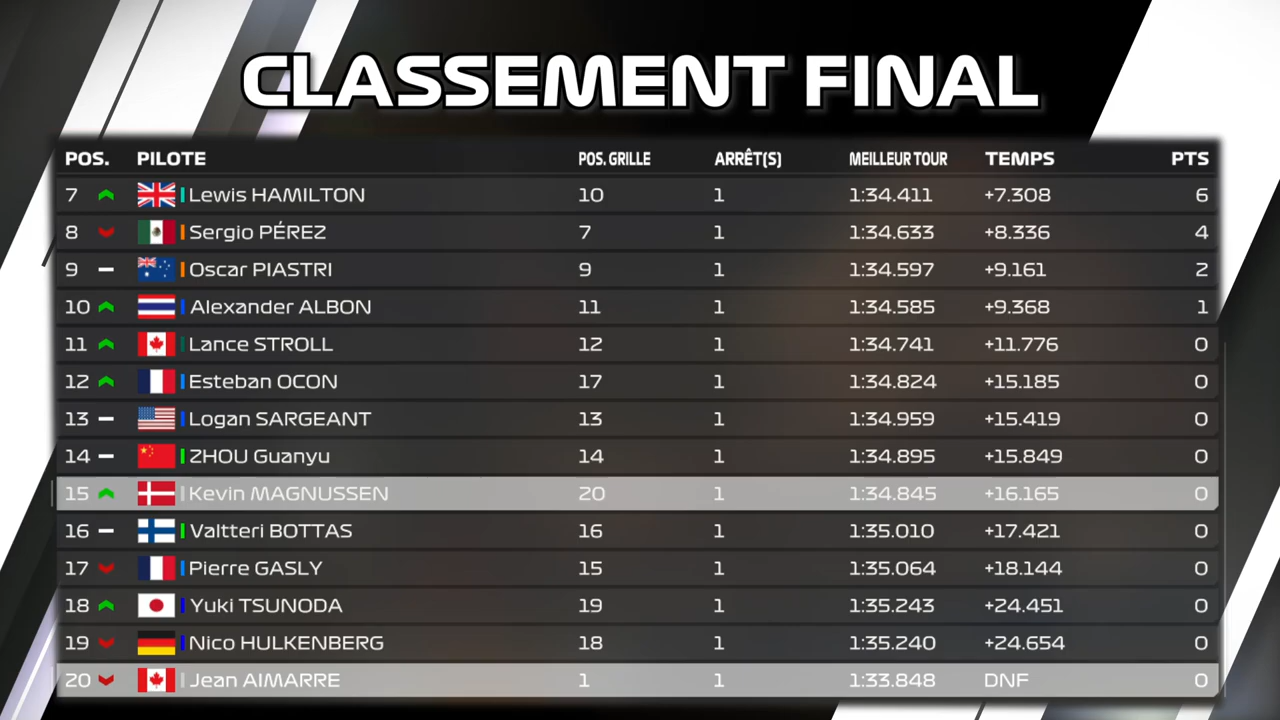 CLASSEMENT FINAL
POS. PILOTE POS. GRILLE ARRÊT(S) MEILLEUR TOUR TEMPS PTS
7 Lewis HAMILTON 10 1 1:34.411 +7.308 6
8 Sergio PÉREZ 7 1 1:34.633 +8.336 4
9 Oscar PIASTRI 9 1 1:34.597 +9.161 2
10 Alexander ALBON 11 1 1:34.585 +9.368 1
11 Lance STROLL 12 1 1:34.741 +11.776 0
12 Esteban OCON 17 1 1:34.824 +15.185 0
13 Logan SARGEANT 13 1 1:34.959 +15.419 0
14 ZHOU Guanyu 14 1 1:34.895 +15.849 0
15 Kevin MAGNUSSEN 20 1 1:34.845 +16.165 0
16 Valtteri BOTTAS 16 1 1:35.010 +17.421 0
17 Pierre GASLY 15 1 1:35.064 +18.144 0
18 Yuki TSUNODA 19 1 1:35.243 +24.451 0
19 Nico HULKENBERG 18 1 1:35.240 +24.654 0
20 Jean AIMARRE 1 1 1:33.848 DNF 0